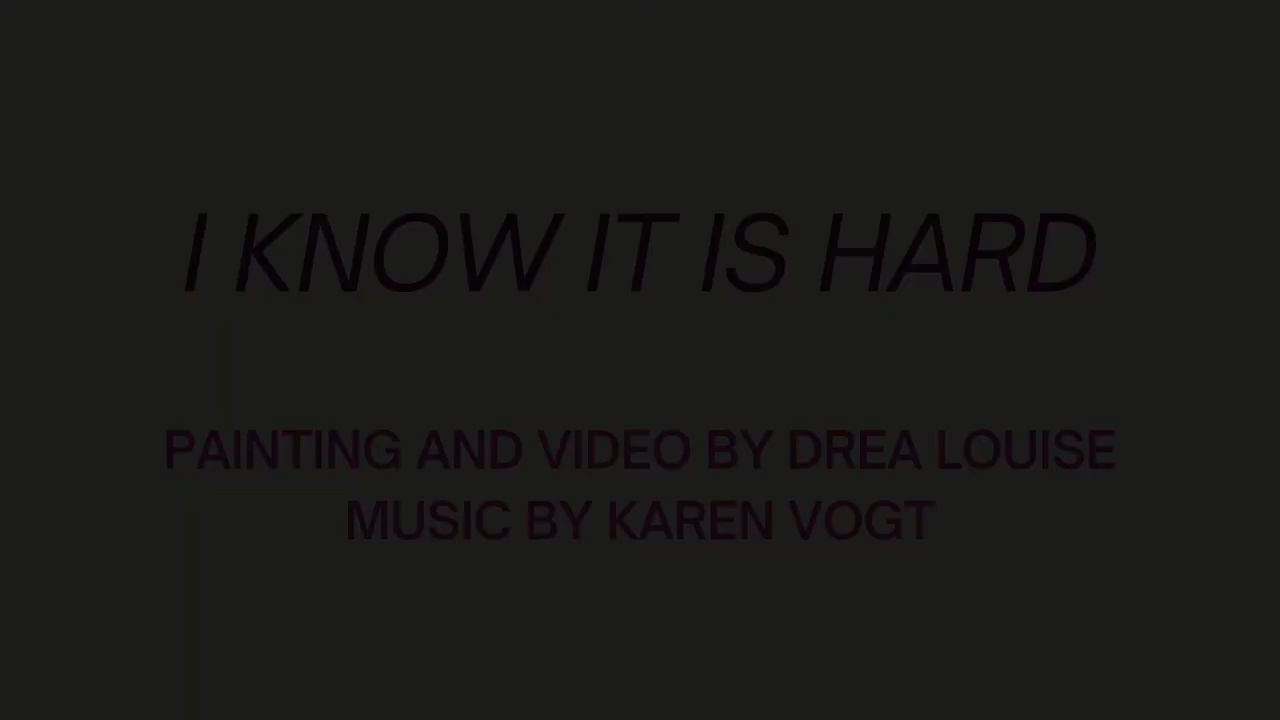 I KNOW IT IS HARD
PAINTING AND VIDEO BY DREA LOUISE
MUSIC BY KAREN VOGT